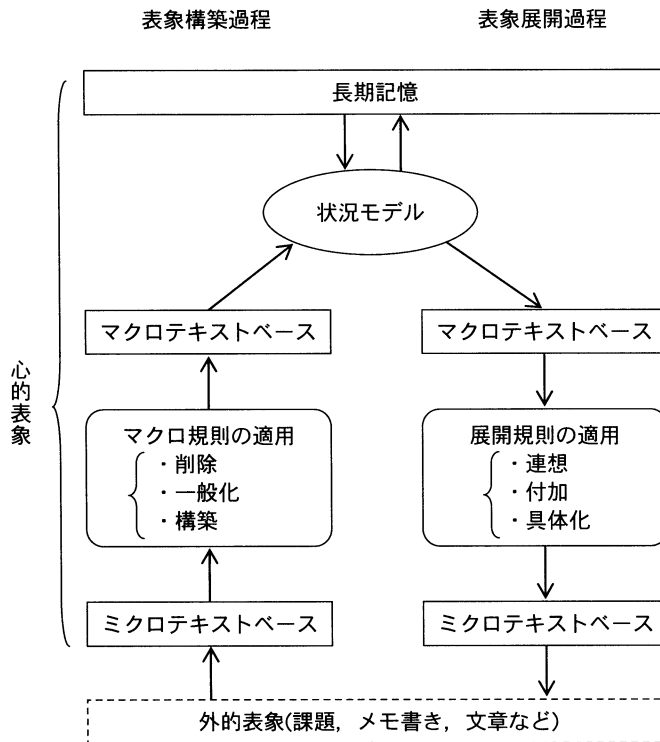 表象構築過程
表象展開過程
長期記憶
状況モデル
マクロテキストベース
マクロテキストベース
心的表象
マクロ規則の適用
・削除
・一般化
・構築
展開規則の適用
・連想
・付加
・具体化
ミクロテキストベース
ミクロテキストベース
外的表象(課題，メモ書き，文章など)